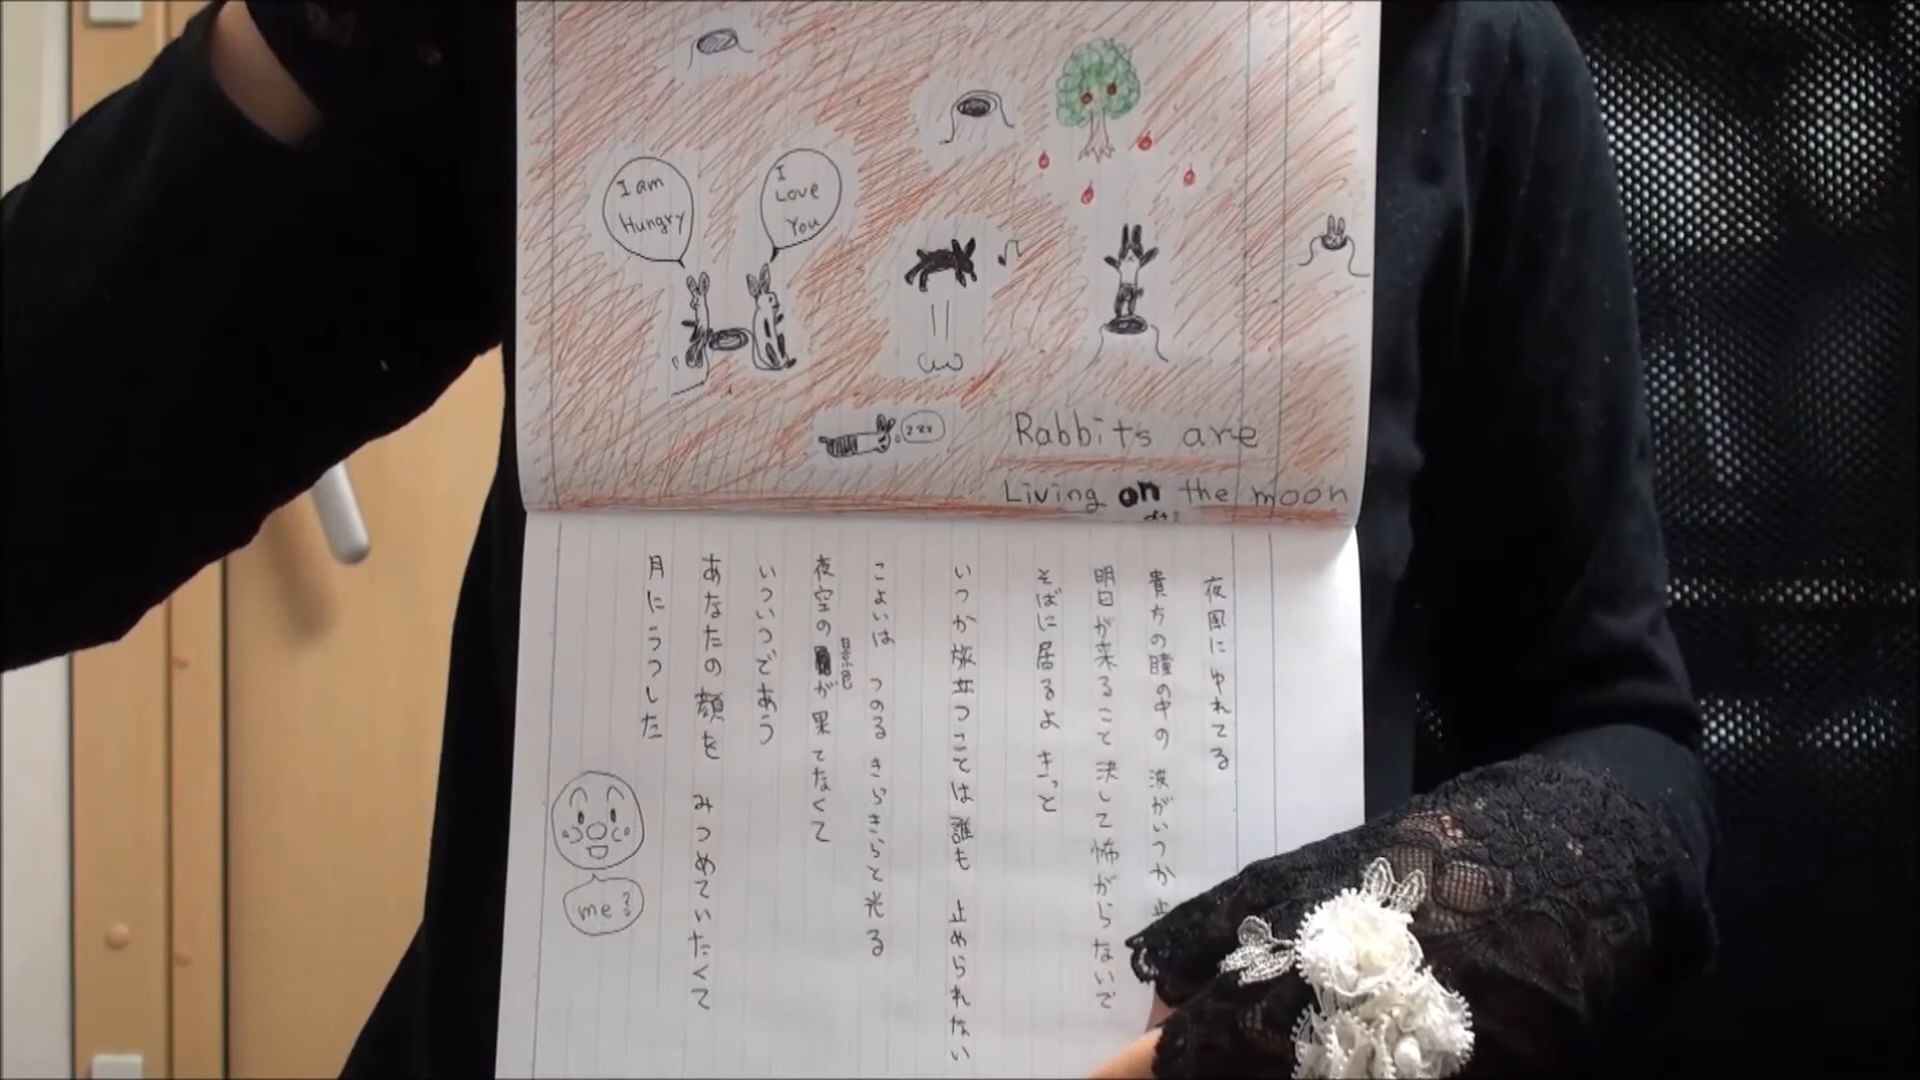 I am
Hungry
I
Love
You
zzz
Rabbits are
Living on the moon
夜風に ゆれてる
貴方の瞳の中の 波がいつか止
明日が来ること 決して怖がらないで
そばに居るよ きっと
いつか旅立つことは誰も 止められない
こよいは つのる きらきらと光る
夜空の景色が果てなくて
いついつであう
あなたの顔を みつめていたくて
月にうつした
me?